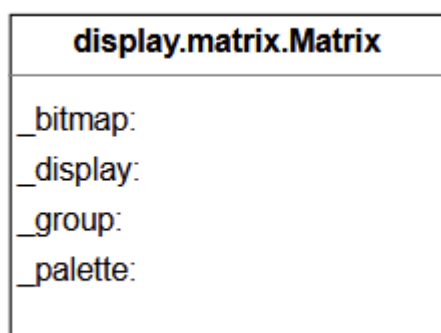 display.matrix.Matrix
_bitmap:
_display:
_group:
_palette: